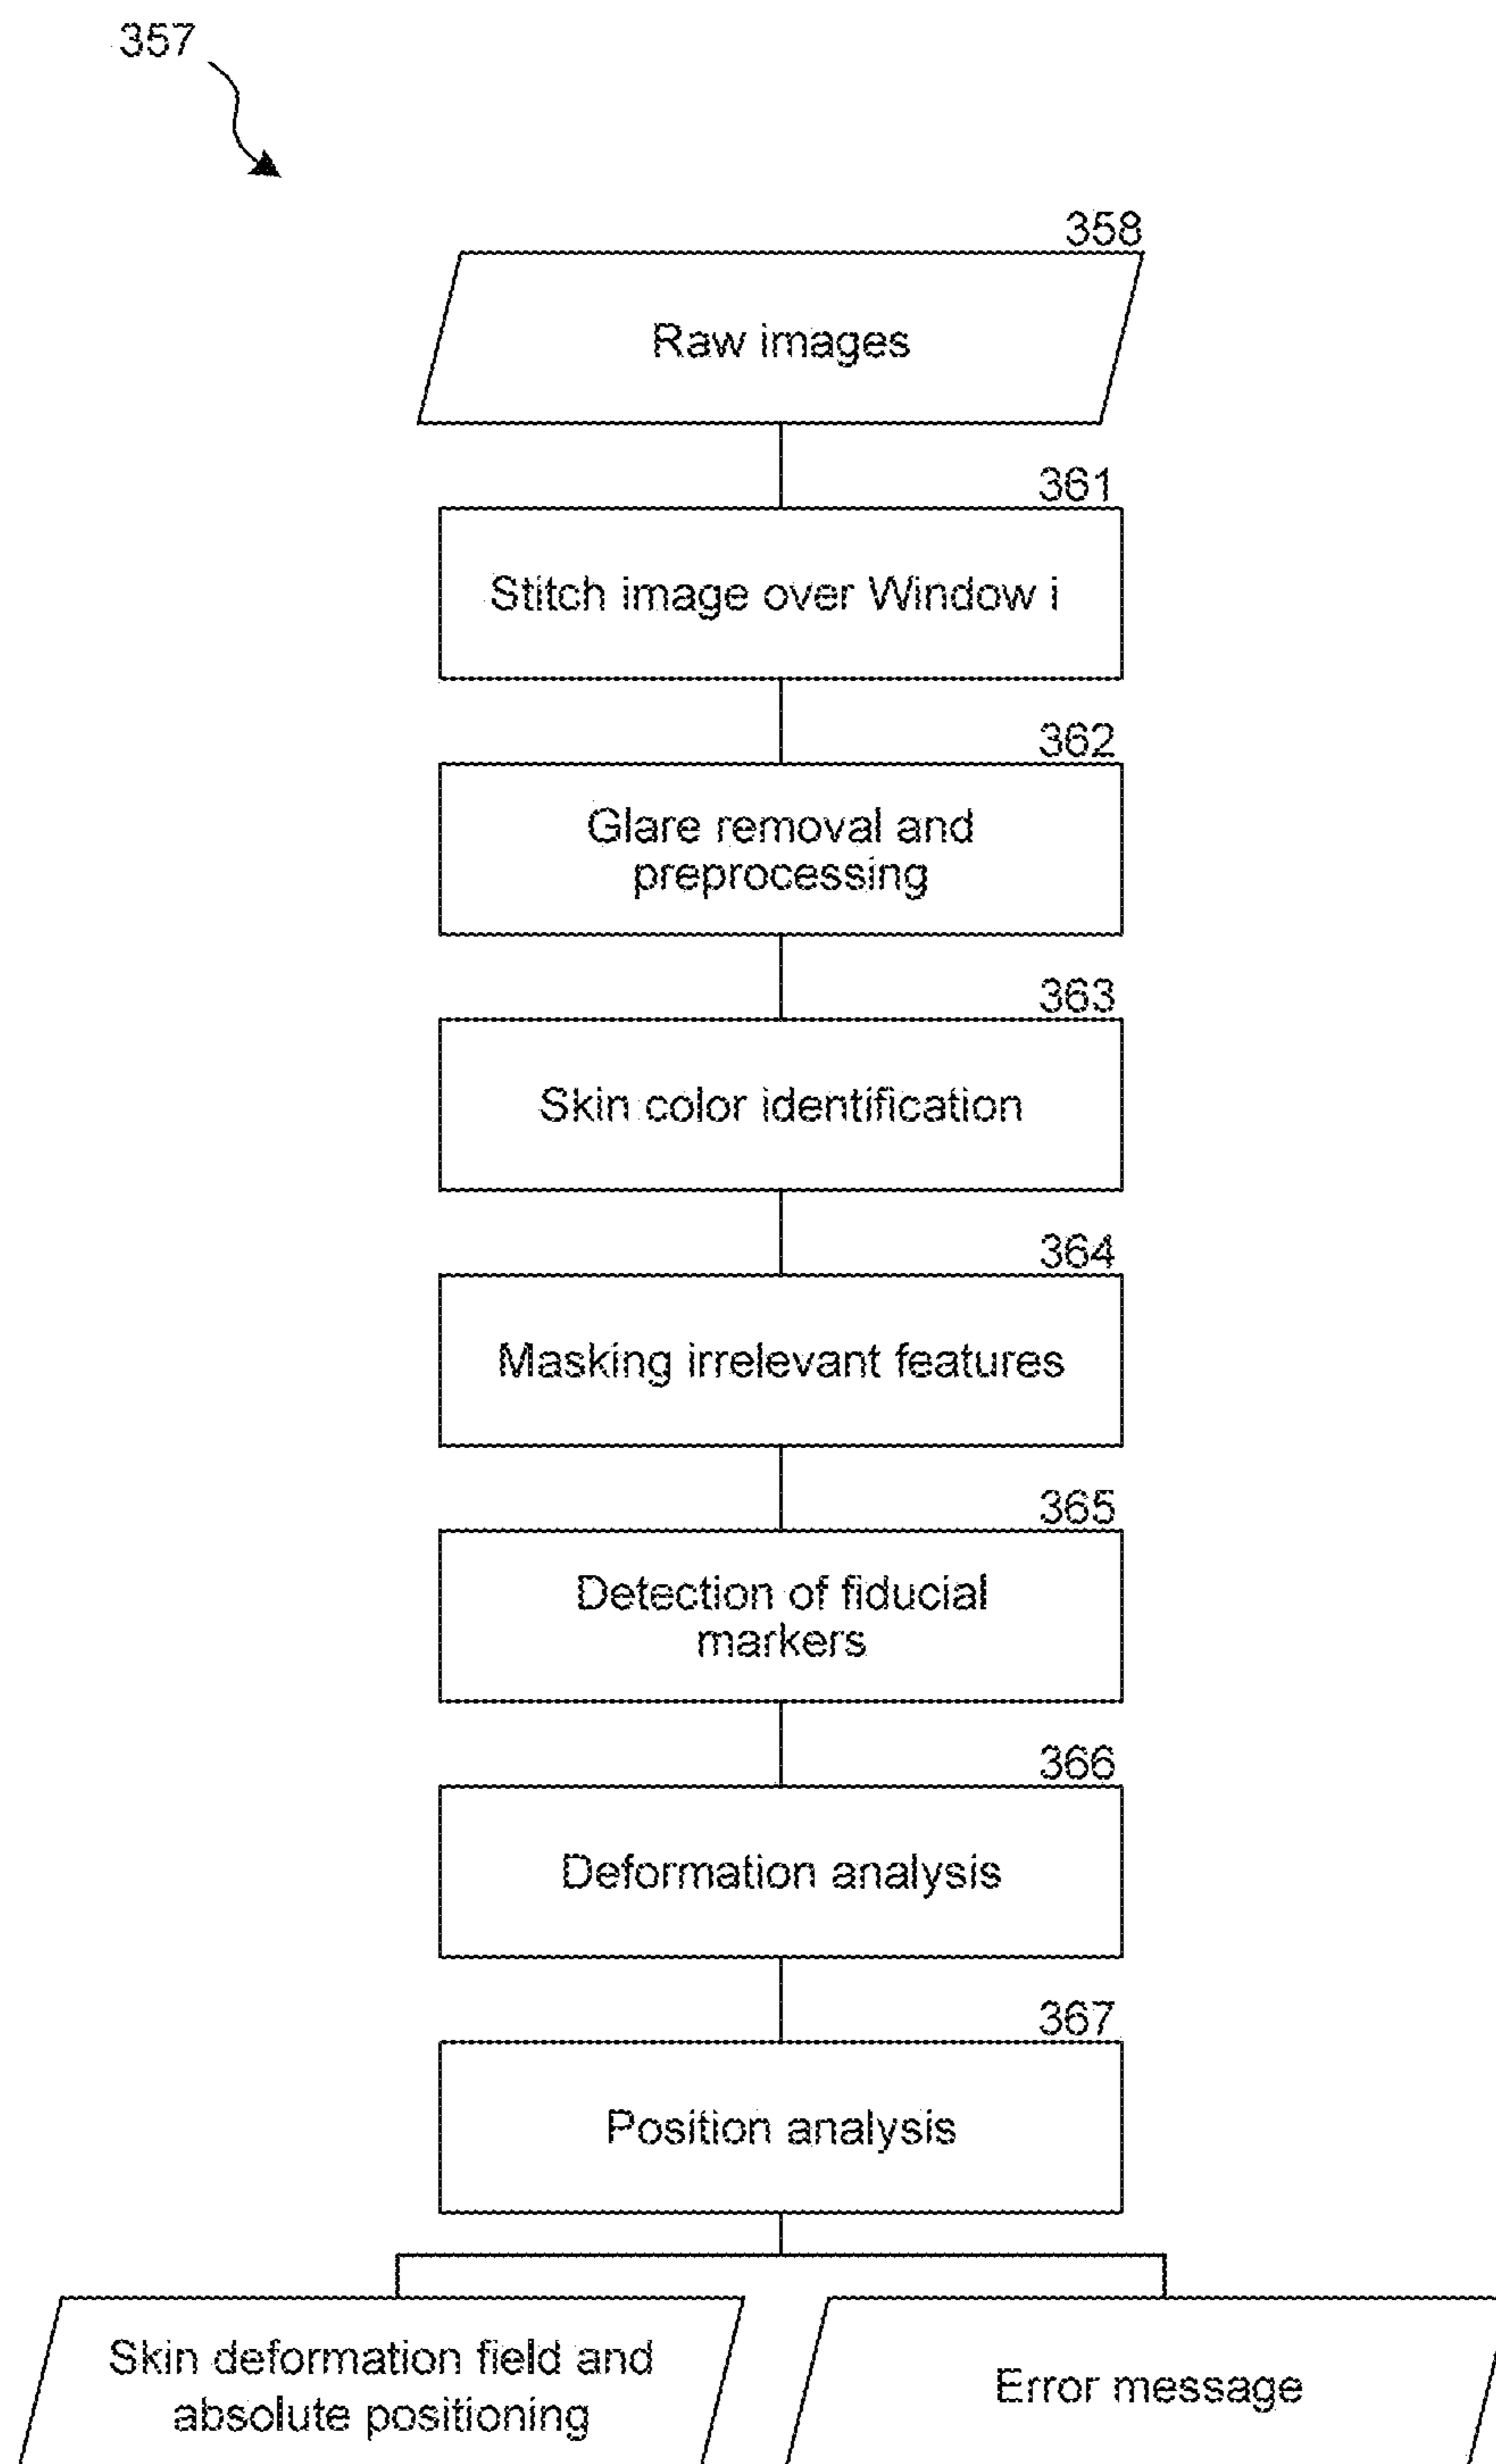 357
358
Raw images
361
Stitch image over Window i
362
Glare removal and
preprocessing
363
Skin color identification
364
Masking irrelevant features
365
Detection of fiducial
markers
366
Deformation analysis
367
Position analysis
Skin deformation field and
absolute positioning
Error message